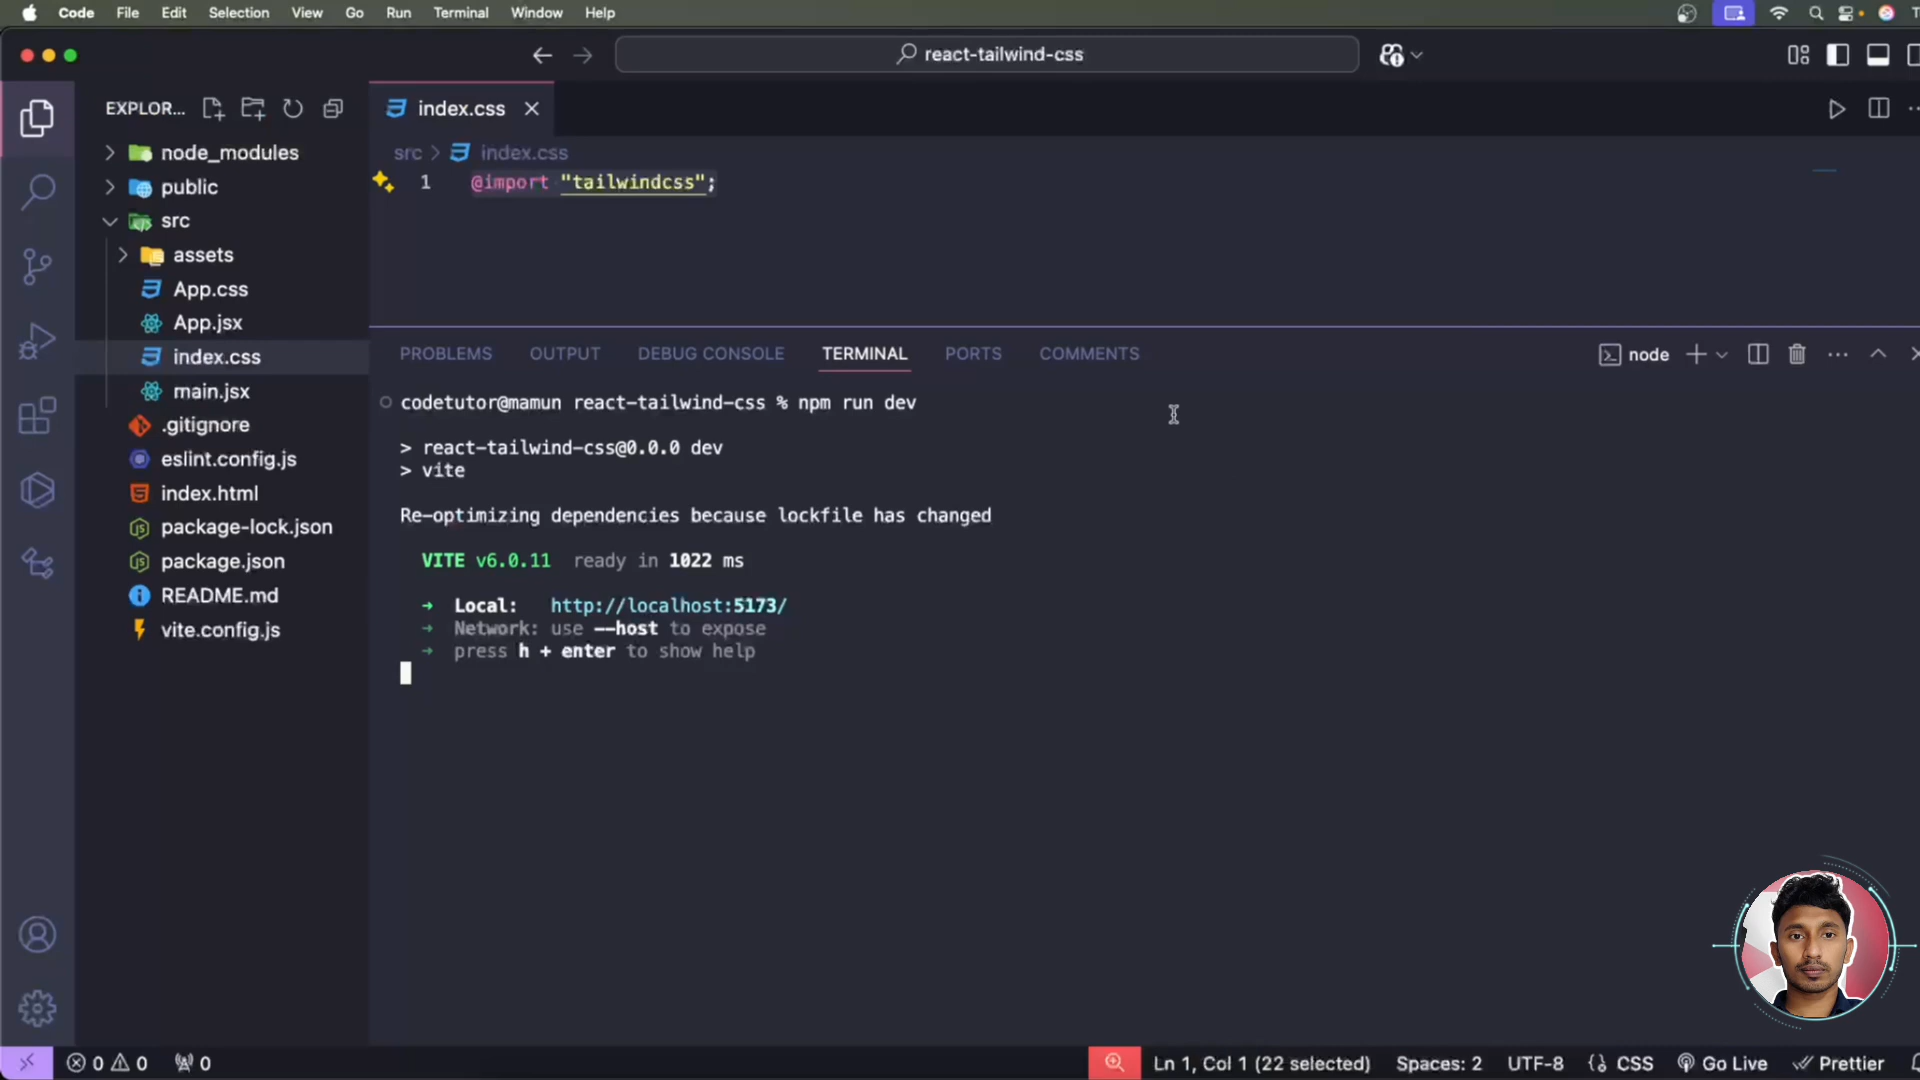 Code File Edit Selection View Go Run Terminal Window Help
react-tailwind-css
EXPLOR...
node_modules
public
src
assets
App.css
App.jsx
index.css
main.jsx
.gitignore
eslint.config.js
index.html
package-lock.json
package.json
README.md
vite.config.js
index.css
src > index.css
1 @import "tailwindcss";
PROBLEMS OUTPUT DEBUG CONSOLE TERMINAL PORTS COMMENTS
node
codetutor@mamun react-tailwind-css % npm run dev
> react-tailwind-css@0.0.0 dev
> vite
Re-optimizing dependencies because lockfile has changed
VITE v6.0.11 ready in 1022 ms
➜ Local: http://localhost:5173/
➜ Network: use --host to expose
➜ press h + enter to show help
0 0 0 Ln 1, Col 1 (22 selected) Spaces: 2 UTF-8 {} CSS Go Live Prettier